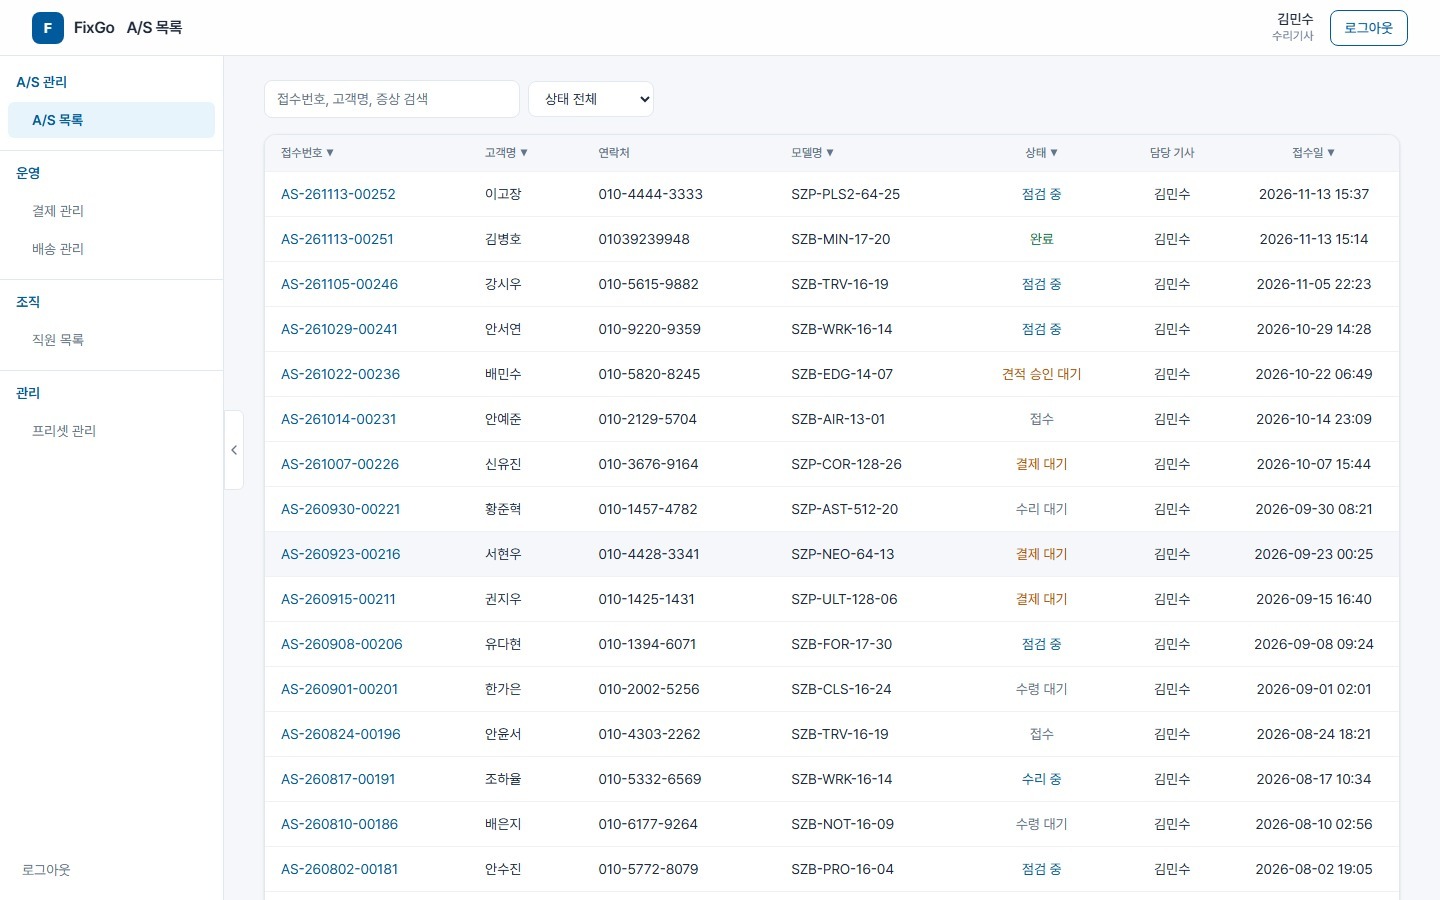 F FixGo A/S 목록
김민수
수리기사
로그아웃
A/S 관리
A/S 목록
운영
결제 관리
배송 관리
조직
직원 목록
관리
프리셋 관리
로그아웃
접수번호, 고객명, 증상 검색 상태 전체
접수번호 ▼ 고객명 ▼ 연락처 모델명 ▼ 상태 ▼ 담당 기사 접수일 ▼
AS-261113-00252 이고장 010-4444-3333 SZP-PLS2-64-25 점검 중 김민수 2026-11-13 15:37
AS-261113-00251 김병호 01039239948 SZB-MIN-17-20 완료 김민수 2026-11-13 15:14
AS-261105-00246 강시우 010-5615-9882 SZB-TRV-16-19 점검 중 김민수 2026-11-05 22:23
AS-261029-00241 안서연 010-9220-9359 SZB-WRK-16-14 점검 중 김민수 2026-10-29 14:28
AS-261022-00236 배민수 010-5820-8245 SZB-EDG-14-07 견적 승인 대기 김민수 2026-10-22 06:49
AS-261014-00231 안예준 010-2129-5704 SZB-AIR-13-01 접수 김민수 2026-10-14 23:09
AS-261007-00226 신유진 010-3676-9164 SZP-COR-128-26 결제 대기 김민수 2026-10-07 15:44
AS-260930-00221 황준혁 010-1457-4782 SZP-AST-512-20 수리 대기 김민수 2026-09-30 08:21
AS-260923-00216 서현우 010-4428-3341 SZP-NEO-64-13 결제 대기 김민수 2026-09-23 00:25
AS-260915-00211 권지우 010-1425-1431 SZP-ULT-128-06 결제 대기 김민수 2026-09-15 16:40
AS-260908-00206 유다현 010-1394-6071 SZB-FOR-17-30 점검 중 김민수 2026-09-08 09:24
AS-260901-00201 한가은 010-2002-5256 SZB-CLS-16-24 수령 대기 김민수 2026-09-01 02:01
AS-260824-00196 안윤서 010-4303-2262 SZB-TRV-16-19 접수 김민수 2026-08-24 18:21
AS-260817-00191 조하율 010-5332-6569 SZB-WRK-16-14 수리 중 김민수 2026-08-17 10:34
AS-260810-00186 배은지 010-6177-9264 SZB-NOT-16-09 수령 대기 김민수 2026-08-10 02:56
AS-260802-00181 안수진 010-5772-8079 SZB-PRO-16-04 점검 중 김민수 2026-08-02 19:05